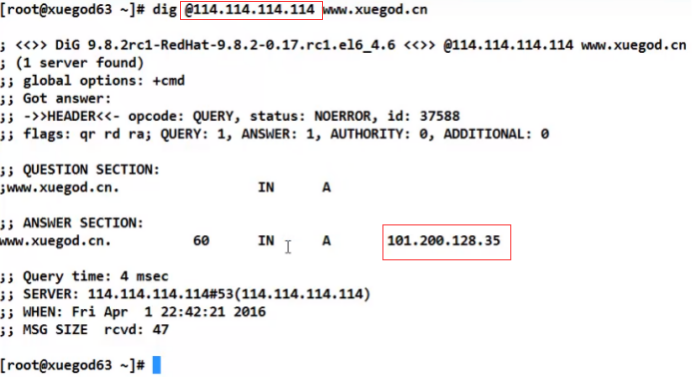 [root@xuegod63 ~]# dig @114.114.114.114 www.xuegod.cn
; <<>> DiG 9.8.2rc1-RedHat-9.8.2-0.17.rc1.el6_4.6 <<>> @114.114.114.114 www.xuegod.cn
; (1 server found)
;; global options: +cmd
;; Got answer:
;; ->>HEADER<<- opcode: QUERY, status: NOERROR, id: 37588
;; flags: qr rd ra; QUERY: 1, ANSWER: 1, AUTHORITY: 0, ADDITIONAL: 0
;; QUESTION SECTION:
;www.xuegod.cn. IN A
;; ANSWER SECTION:
www.xuegod.cn. 60 IN A 101.200.128.35
;; Query time: 4 msec
;; SERVER: 114.114.114.114#53(114.114.114.114)
;; WHEN: Fri Apr 1 22:42:21 2016
;; MSG SIZE rcvd: 47
[root@xuegod63 ~]#